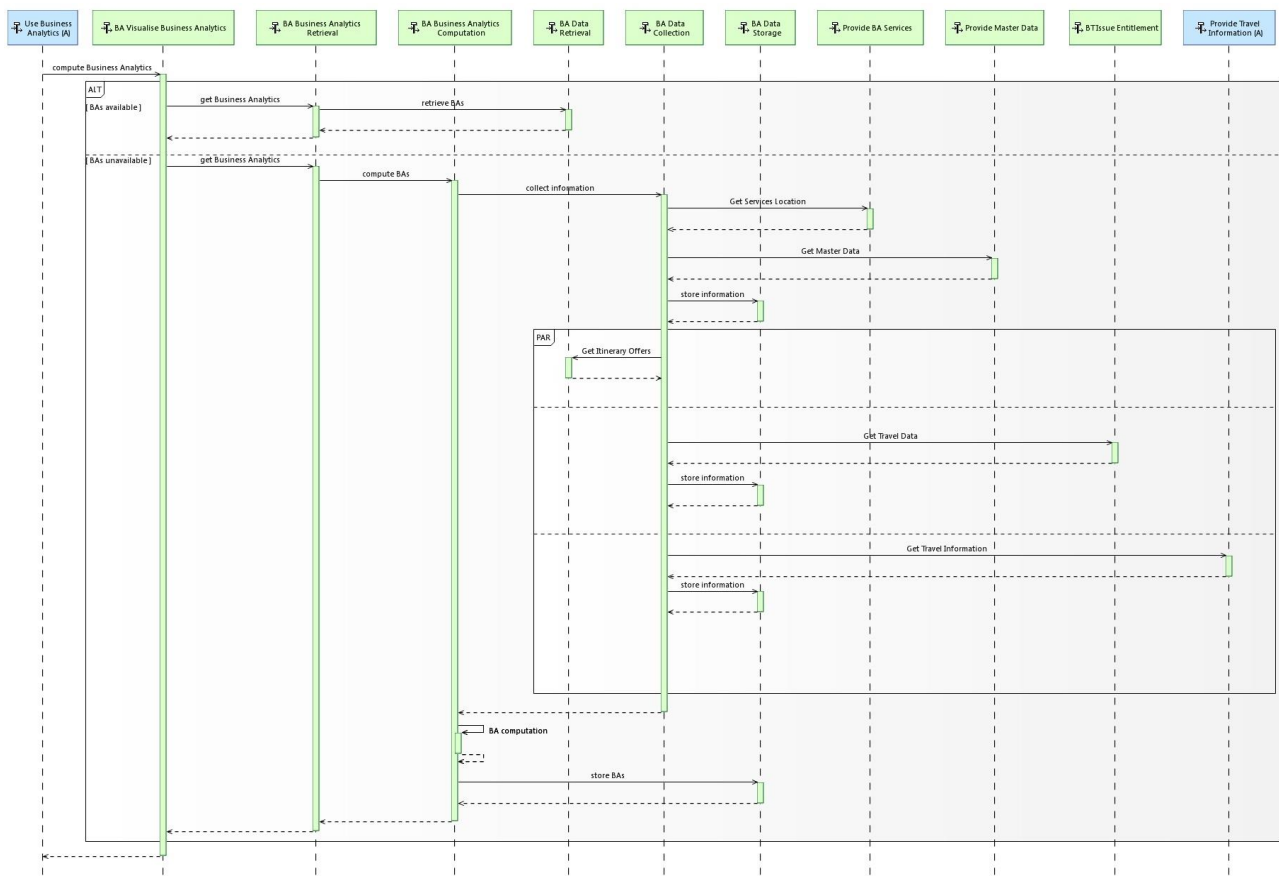 Use Business
Analytics (A)
BA Visualise Business Analytics
BA Business Analytics
Retrieval
BA Business Analytics
Computation
BA Data
Retrieval
BA Data
Collection
BA Data
Storage
Provide BA Services
Provide Master Data
BTIssue Entitlement
Provide Travel
Information (A)
compute Business Analytics
ALT
[ BAs available ]
get Business Analytics
retrieve BAs
[ BAs unavailable ]
get Business Analytics
compute BAs
collect information
Get Services Location
Get Master Data
store information
PAR
Get Itinerary Offers
Get Travel Data
store information
Get Travel Information
store information
BA computation
store BAs